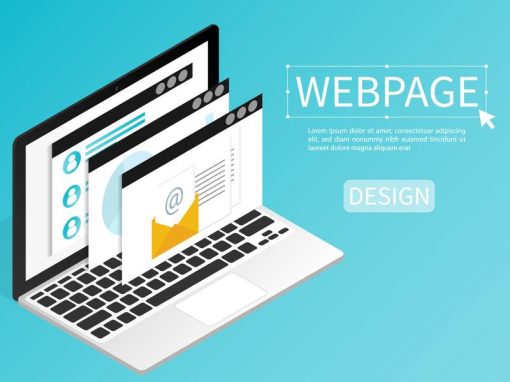 WEBPAGE
Lorem ipsum dolor sit amet, consectetuer adipiscing
elit, sed diam nonummy nibh euismod tincidunt
ut laoreet dolore magna aliquam erat
DESIGN
@